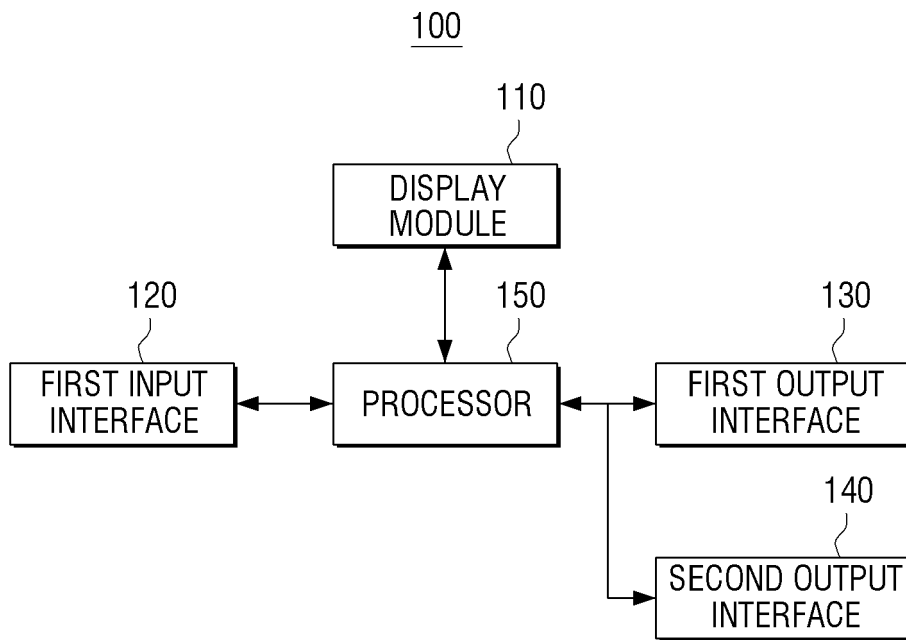 100
110
DISPLAY
MODULE
120
150
130
FIRST INPUT
INTERFACE
PROCESSOR
FIRST OUTPUT
INTERFACE
140
SECOND OUTPUT
INTERFACE